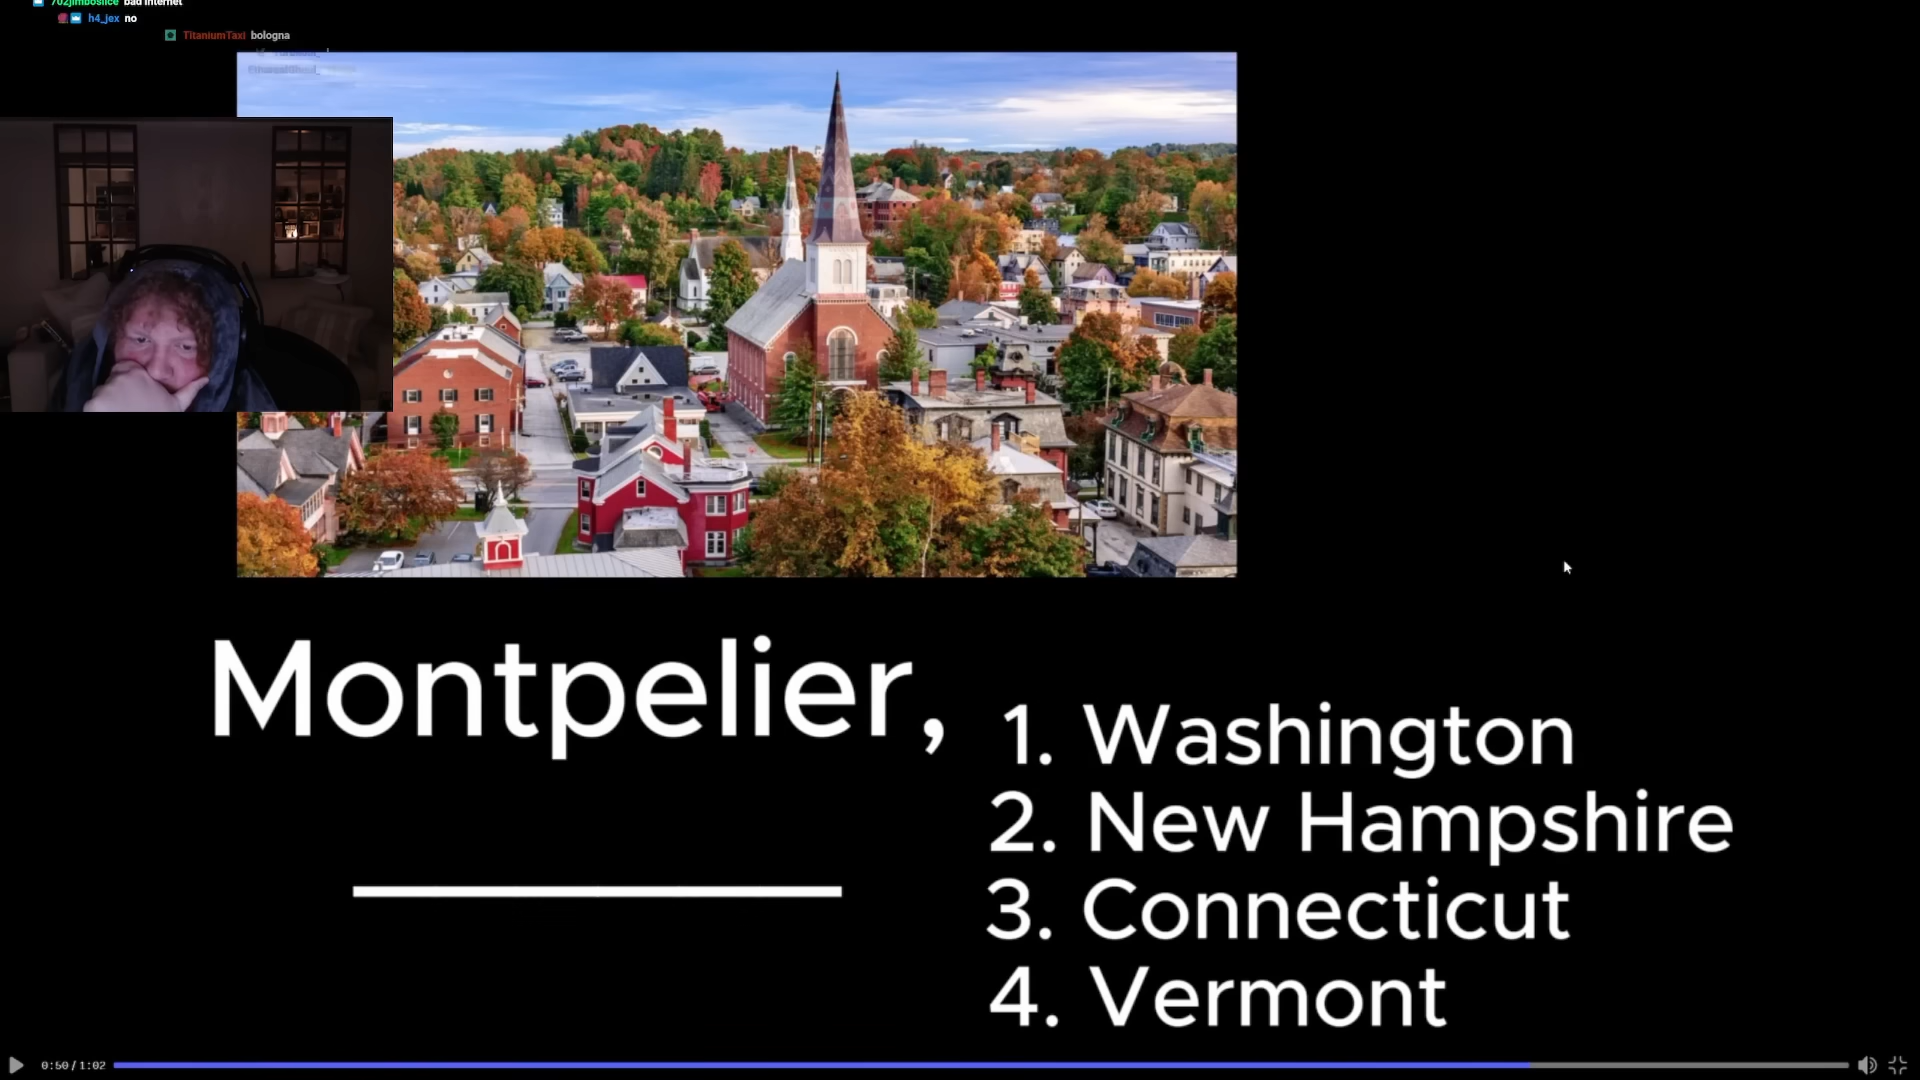 702jimboslice bad internet
h4_jex no
TitaniumTaxi bologna
Montpelier,
1. Washington
2. New Hampshire
3. Connecticut
4. Vermont
0:50 / 1:02